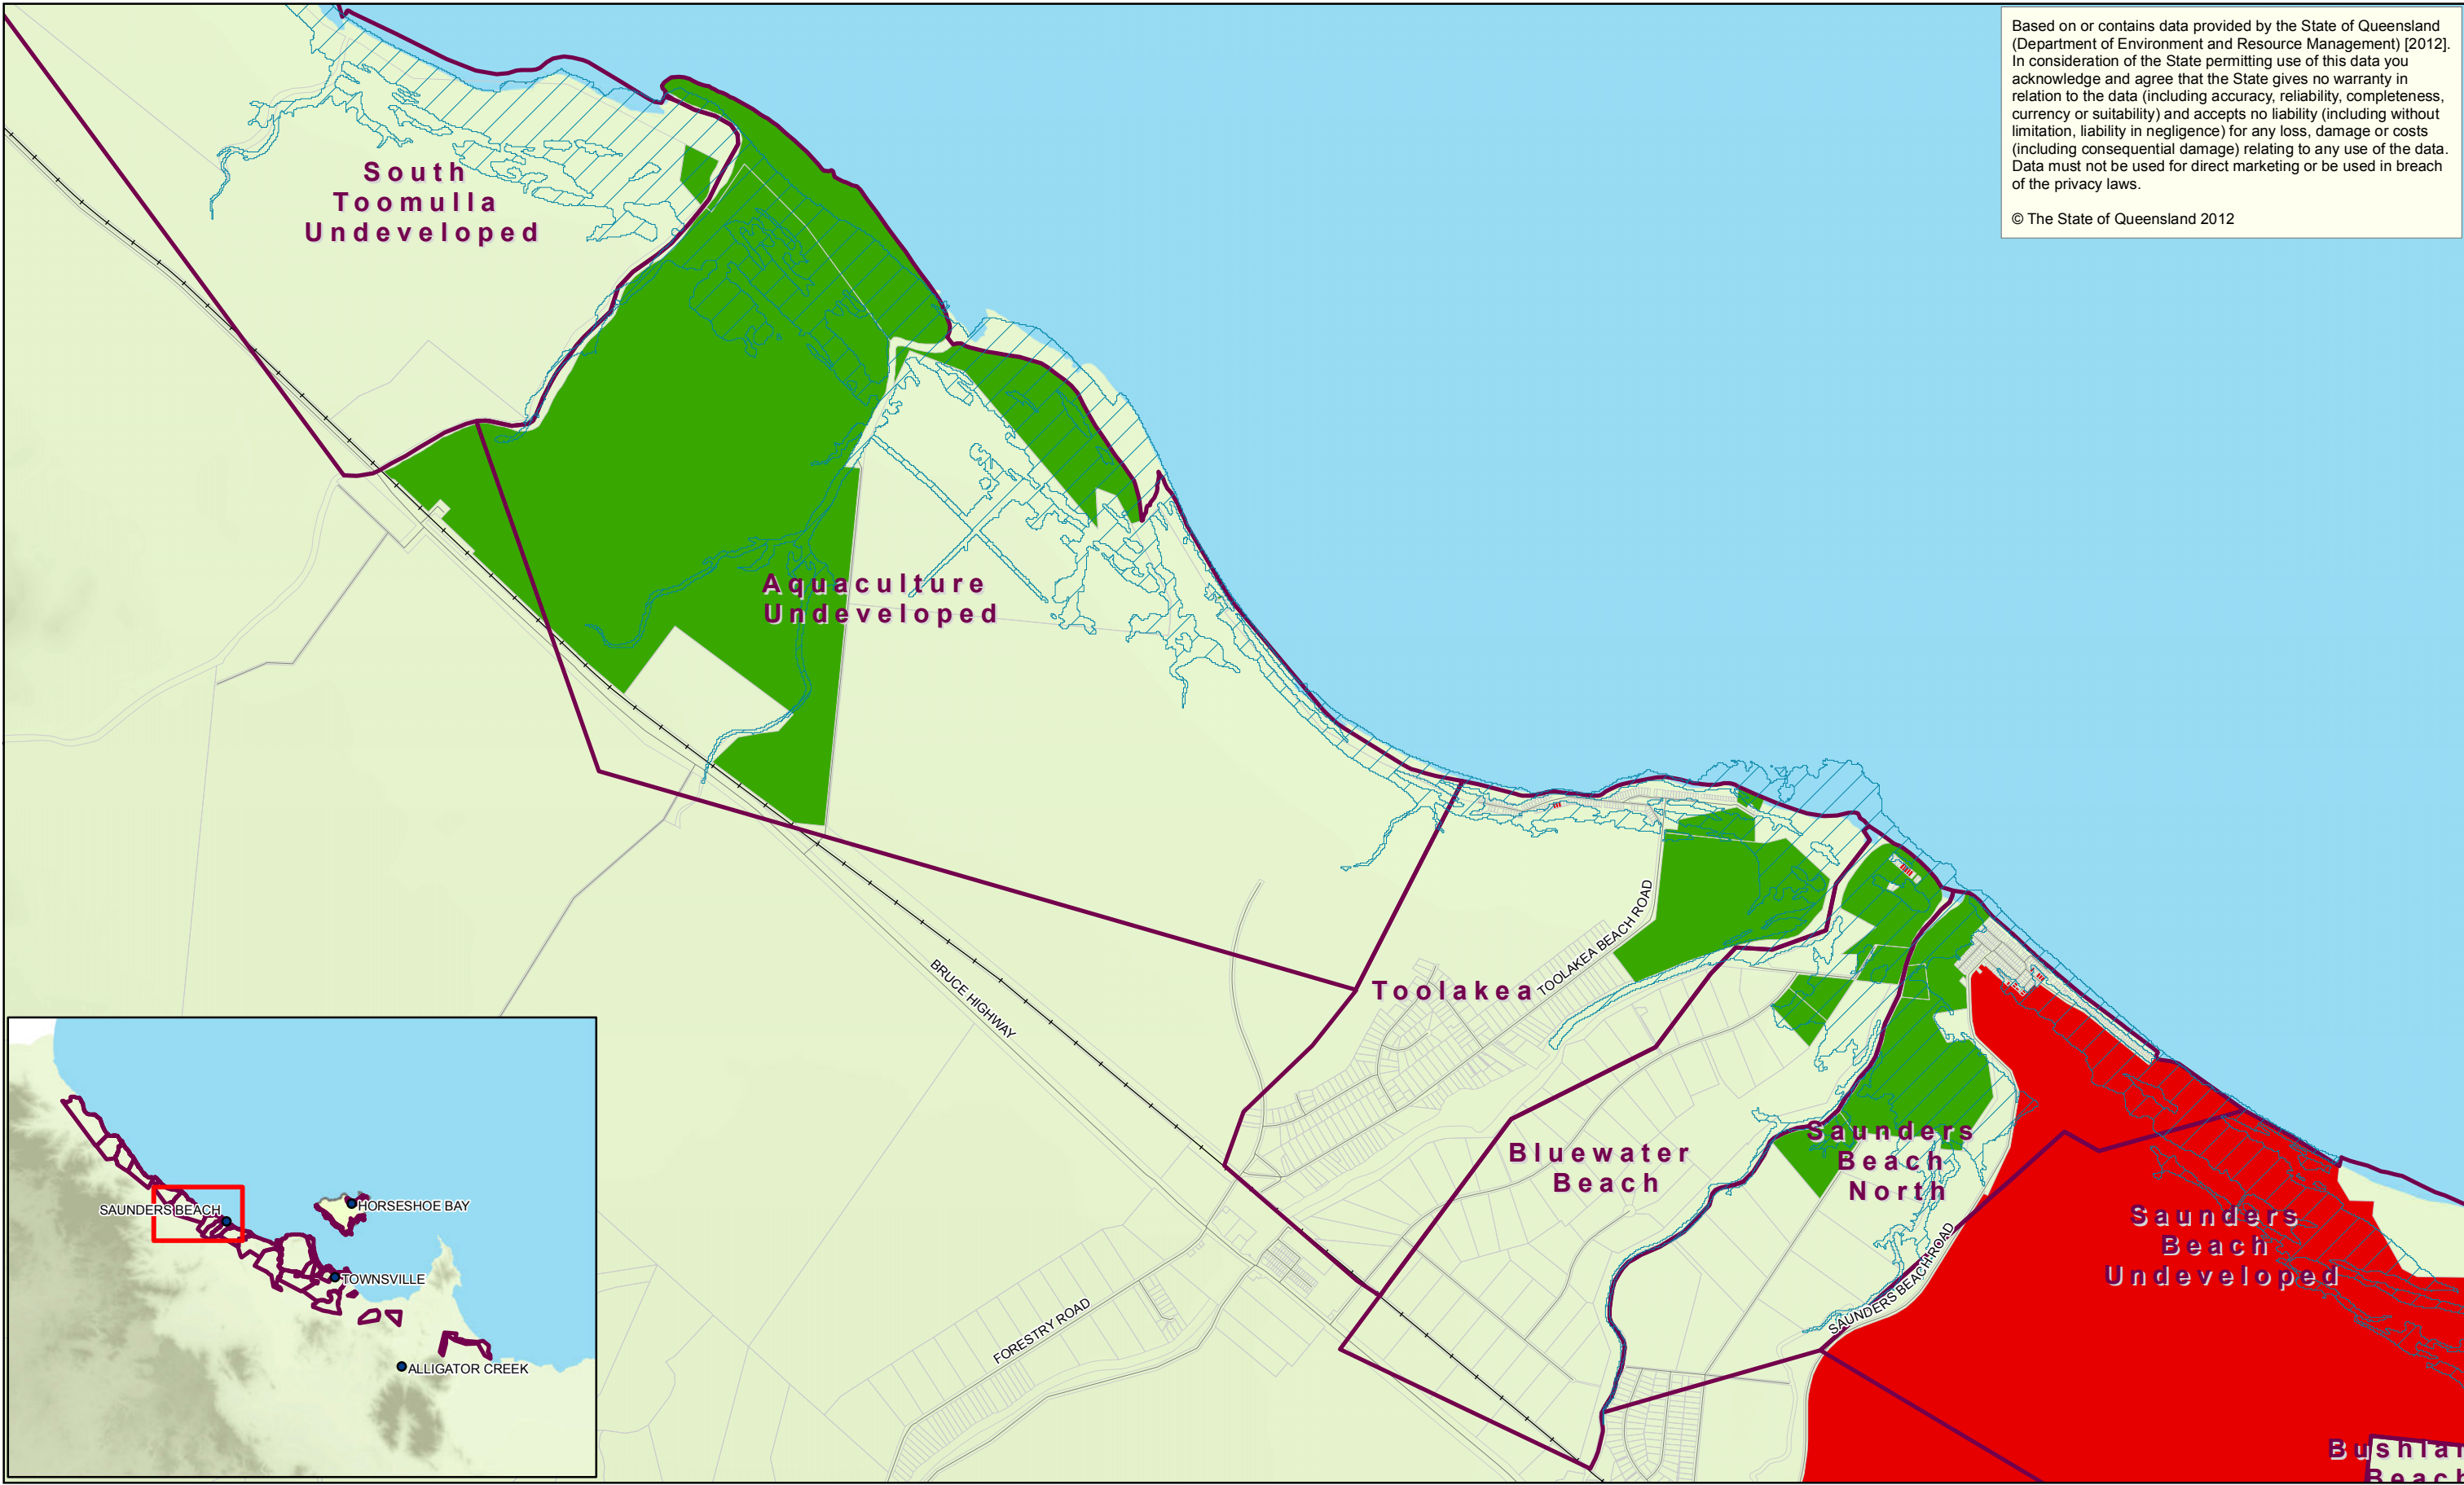 Based on or contains data provided by the State of Queensland
(Department of Environment and Resource Management) [2012].
In consideration of the State permitting use of this data you
acknowledge and agree that the State gives no warranty in
relation to the data (including accuracy, reliability, completeness,
currency or suitability) and accepts no liability (including without
limitation, liability in negligence) for any loss, damage or costs
(including consequential damage) relating to any use of the data.
Data must not be used for direct marketing or be used in breach
of the privacy laws.
© The State of Queensland 2012
South
Toomulla
Undeveloped
Aquaculture
Undeveloped
TOOLAKEA BEACH ROAD
Toolakea
BRUCE HIGHWAY
Bluewater
Beach
Saunders
Beach
North
Saunders
Beach
Undeveloped
SAUNDERS BEACH ROAD
FORESTRY ROAD
Beach
SAUNDERS BEACH
HORSESHOE BAY
TOWNSVILLE
ALLIGATOR CREEK